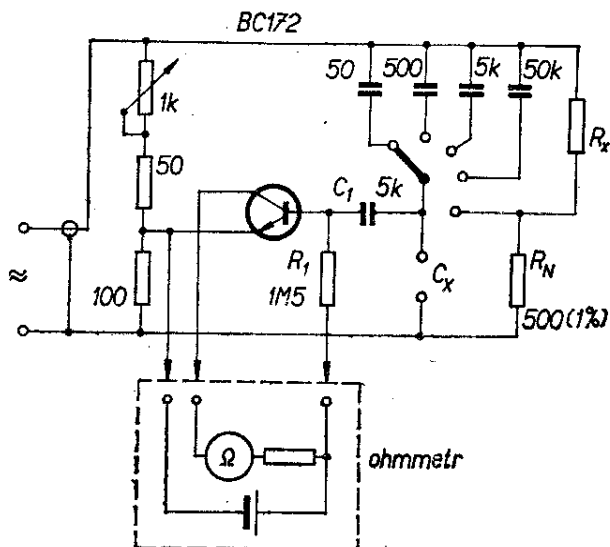 BC172
50
500
5k
50k
1k
Rx
50
C1
5k
≈
100
R1
1M5
Cx
RN
500 (1%)
Ω
ohmmetr